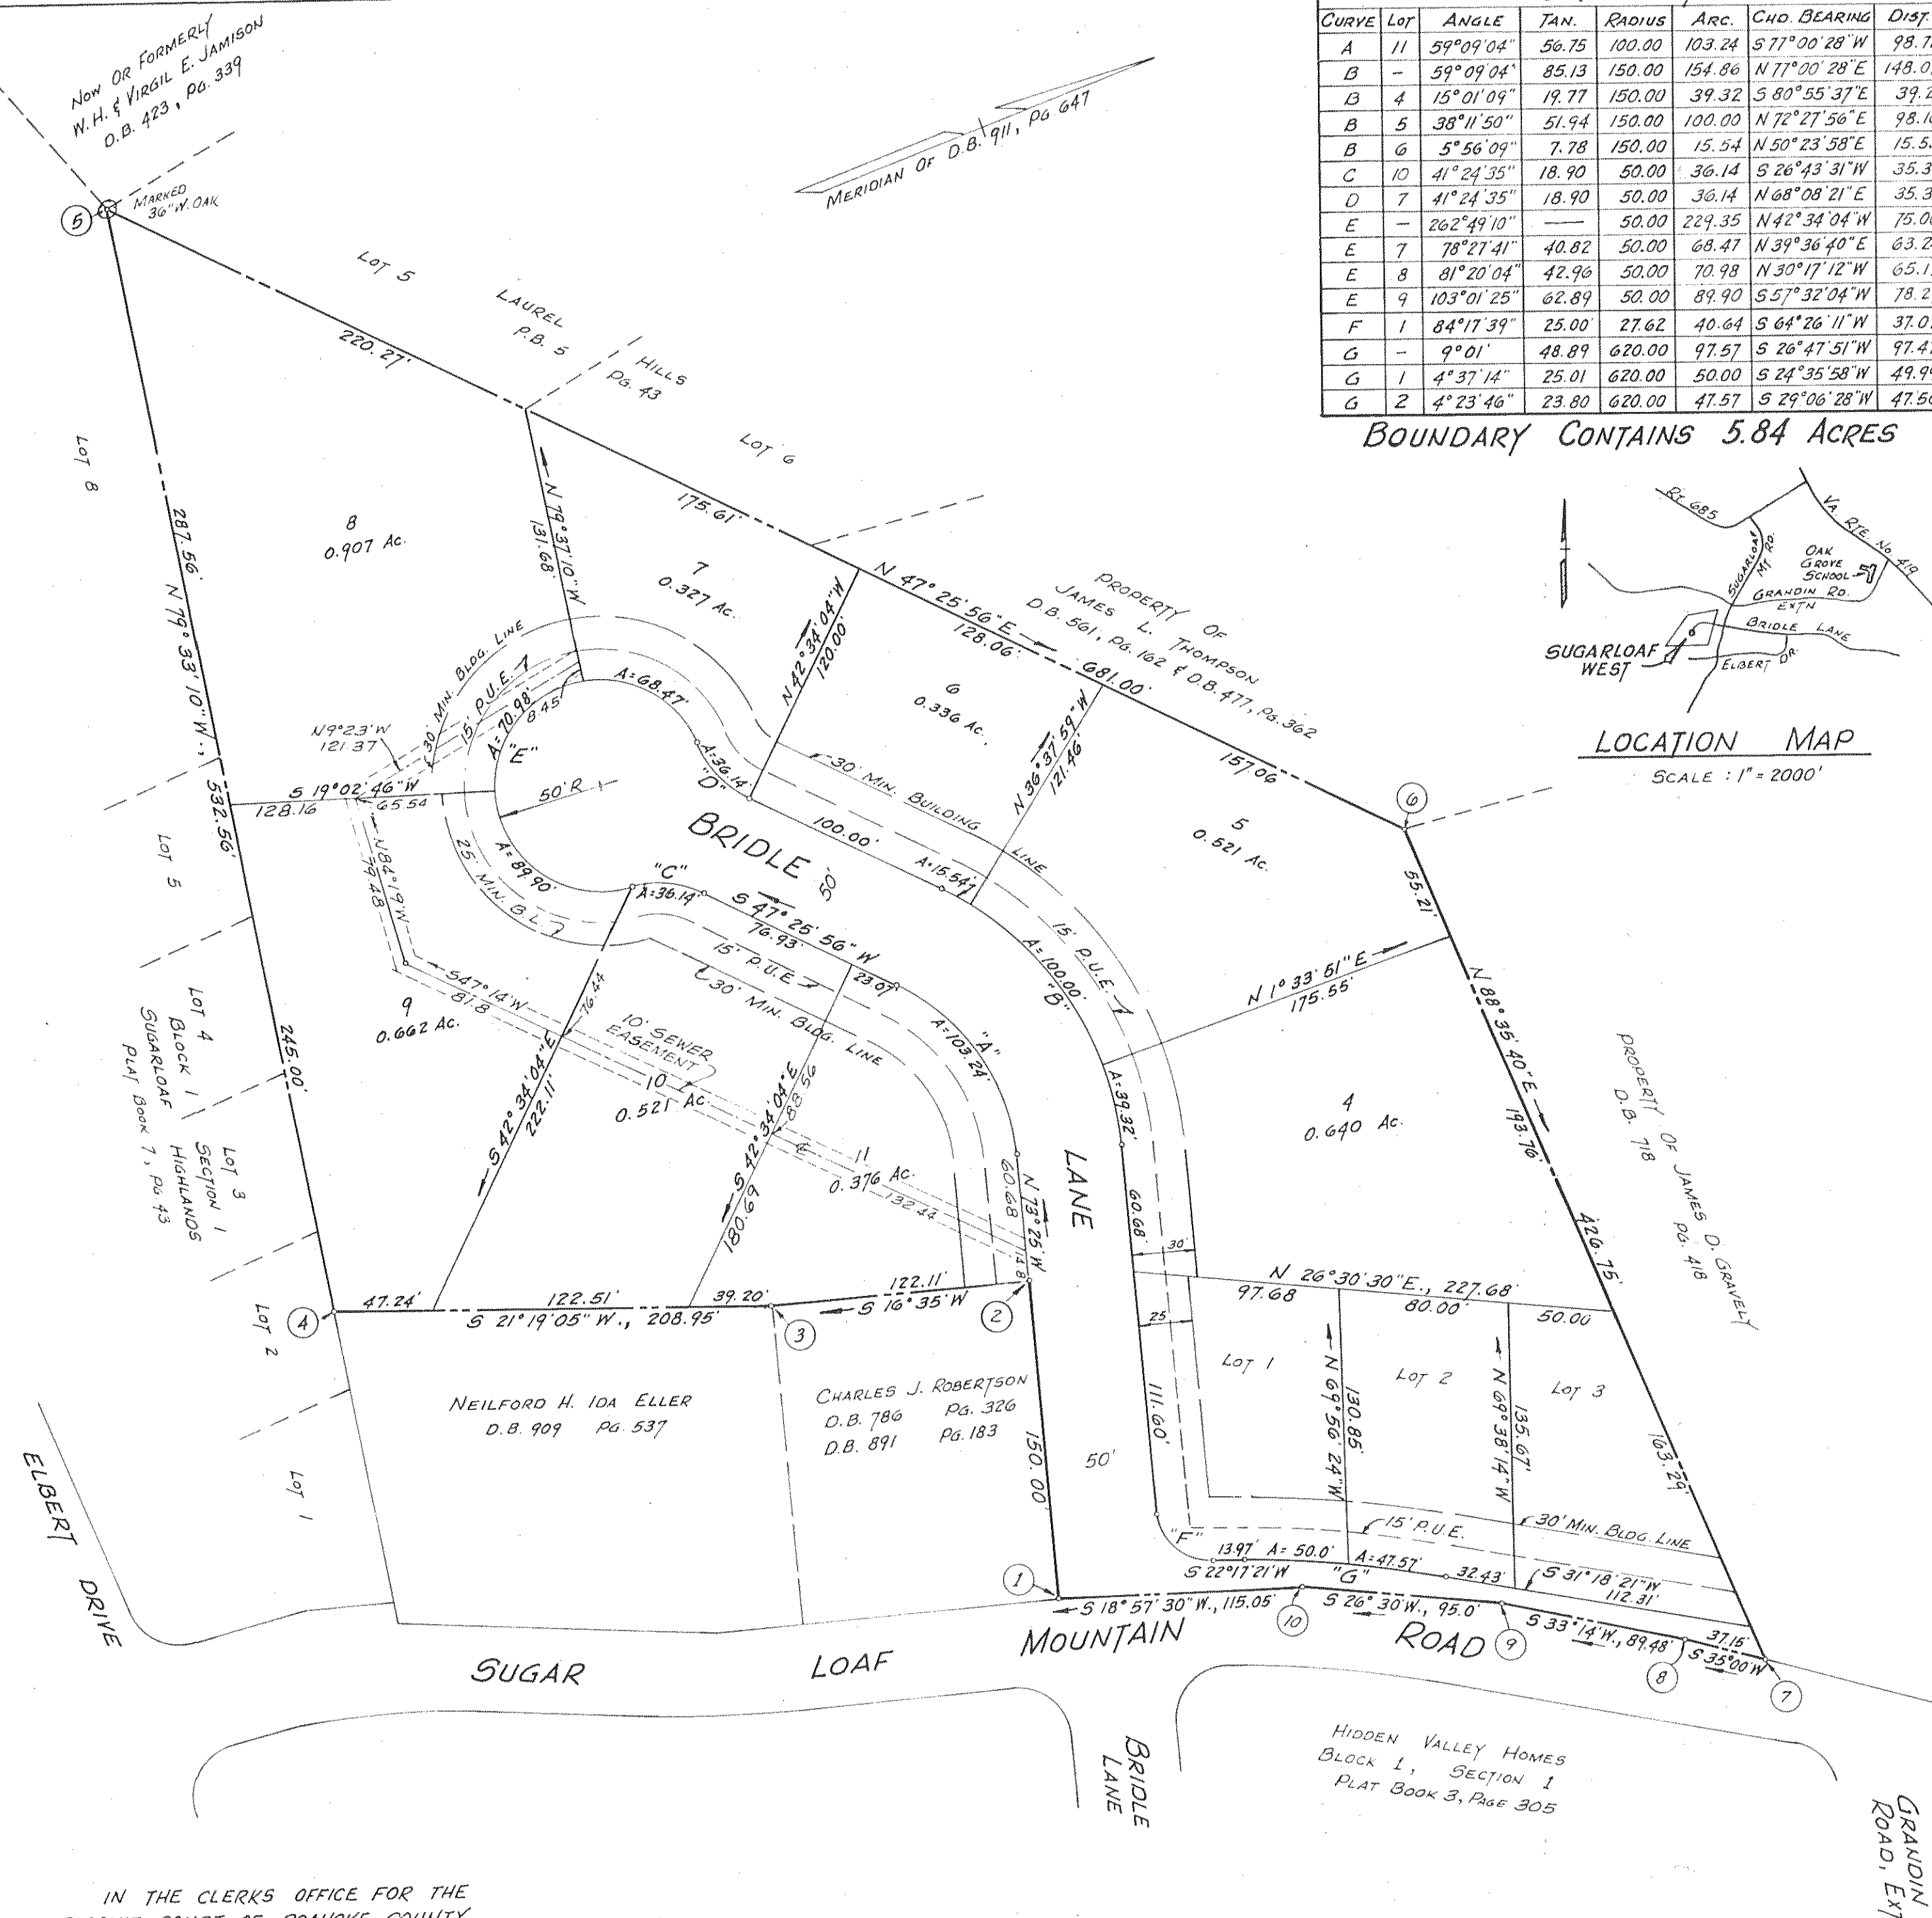 NOW OR FORMERLY
W.H. & VIRGIL E. JAMISON
D.B. 423, PG. 339
MERIDIAN OF D.B. 911, PG 647
CURVE LOT ANGLE TAN. RADIUS ARC. CHD. BEARING DIST.
A 11 59°09'04" 56.75 100.00 103.24 S 77°00'28"W
B - 59°09'04" 85.13 150.00 154.86 N 77°00'28"E
B 4 15°01'09" 19.77 150.00 39.32 S 80°55'37"E
B 5 38°11'50" 51.94 150.00 100.00 N 72°27'56"E
B 6 5°56'09" 7.78 150.00 15.54 N 50°23'58"E
C 10 41°24'35" 18.90 50.00 36.14 S 26°43'31"W
D 7 41°24'35" 18.90 50.00 36.14 N 68°08'21"E
E - 262°49'10" — 50.00 229.35 N 42°34'04"W
E 7 78°27'41" 40.82 50.00 68.47 N 39°36'40"E
E 8 81°20'04" 42.96 50.00 70.98 N 30°17'12"W
E 9 103°01'25" 62.89 50.00 89.90 S 57°32'04"W
F 1 84°17'39" 25.00' 27.62 40.64 S 64°26'11"W
G - 9°01' 48.89 620.00 97.57 S 26°47'51"W
G 1 4°37'14" 25.01 620.00 50.00 S 24°35'58"W
G 2 4°23'46" 23.80 620.00 47.57 S 29°06'28"W
BOUNDARY CONTAINS 5.84 ACRES
RT. 685
VA. RTE. No. 419
SUGARLOAF
MT. RD.
OAK
GROVE
SCHOOL
GRANDIN RD.
EXTN
BRIDLE LANE
ELBERT DR.
SUGARLOAF
WEST
LOCATION MAP
SCALE : 1" = 2000'
5
MARKED
36" W. OAK
LOT 5
LAUREL HILLS
P.B. 5 PG. 43
LOT 6
220.27'
175.61'
N 47°25'56"E
128.06'
681.00'
157.06
PROPERTY OF
JAMES L. THOMPSON
D.B. 561, PG. 162 & D.B. 477, PG. 362
LOT 8
287.56'
N 79°33'10"W., 532.56'
8
0.907 Ac.
N 79°37'10"W
131.68'
7
0.327 Ac.
N 42°34'04"W
120.00'
6
0.336 Ac.
N 36°37'59"W
121.46'
5
0.521 Ac.
6
55.21'
30' MIN. BLDG. LINE
15' P.U.E.
A=70.98'
8.45'
A=68.47'
"E"
N 9°23'W
121.37
S 19°02'46"W
128.16
65.54
50' R
A=36.14'
"D"
30' MIN. BUILDING LINE
100.00'
A=15.54'
BRIDLE
50'
A=89.90'
25' MIN. B.L.
N 84°19'W
79.48
"C"
A=36.14'
S 47°25'56"W
76.93'
23.07'
15' P.U.E.
30' MIN. BLDG. LINE
"A"
A=103.24'
A=100.00'
"B"
15' P.U.E.
N 1°33'51"E
175.55'
N 88°35'40"E
193.76'
426.75'
PROPERTY OF JAMES D. GRAVELY
D.B. 718 PG. 418
LOT 5
LOT 4
BLOCK 1
SUGARLOAF
PLAT BOOK 7, PG 43
LOT 3
SECTION 1
HIGHLANDS
LOT 2
LOT 1
245.00'
9
0.662 Ac.
S 47°14'W
81.8
76.44
S 42°34'04"E
222.11'
10' SEWER
EASEMENT
10
0.521 Ac.
S 42°34'04"E
180.69
88.56
11
0.376 Ac.
132.44
60.68
N 73°25'W
14.8
LANE
A=39.32'
60.68'
30'
4
0.640 Ac.
N 26°30'30"E., 227.68'
97.68
80.00'
50.00
25'
4
47.24'
122.51'
39.20'
S 21°19'05"W., 208.95'
3
122.11'
S 16°35'W
2
LOT 1
LOT 2
LOT 3
N 69°56'24"W
130.85'
N 69°38'14"W
135.67'
163.29'
NEILFORD H. IDA ELLER
D.B. 909 PG. 537
CHARLES J. ROBERTSON
D.B. 786 PG. 326
D.B. 891 PG. 183
150.00'
50'
111.60'
15' P.U.E.
30' MIN. BLDG. LINE
"F"
13.97' A= 50.0' A=47.57' 32.43'
S 22°17'21"W
"G"
S 31°18'21"W
112.31'
1
S 18°57'30"W., 115.05'
10
S 26°30'W., 95.0'
9
S 33°14'W., 89.48'
8
37.15'
S 35°00'W
7
ELBERT DRIVE
SUGAR LOAF MOUNTAIN ROAD
BRIDLE
LANE
HIDDEN VALLEY HOMES
BLOCK 1, SECTION 1
PLAT BOOK 3, PAGE 305
GRANDIN
IN THE CLERKS OFFICE FOR THE